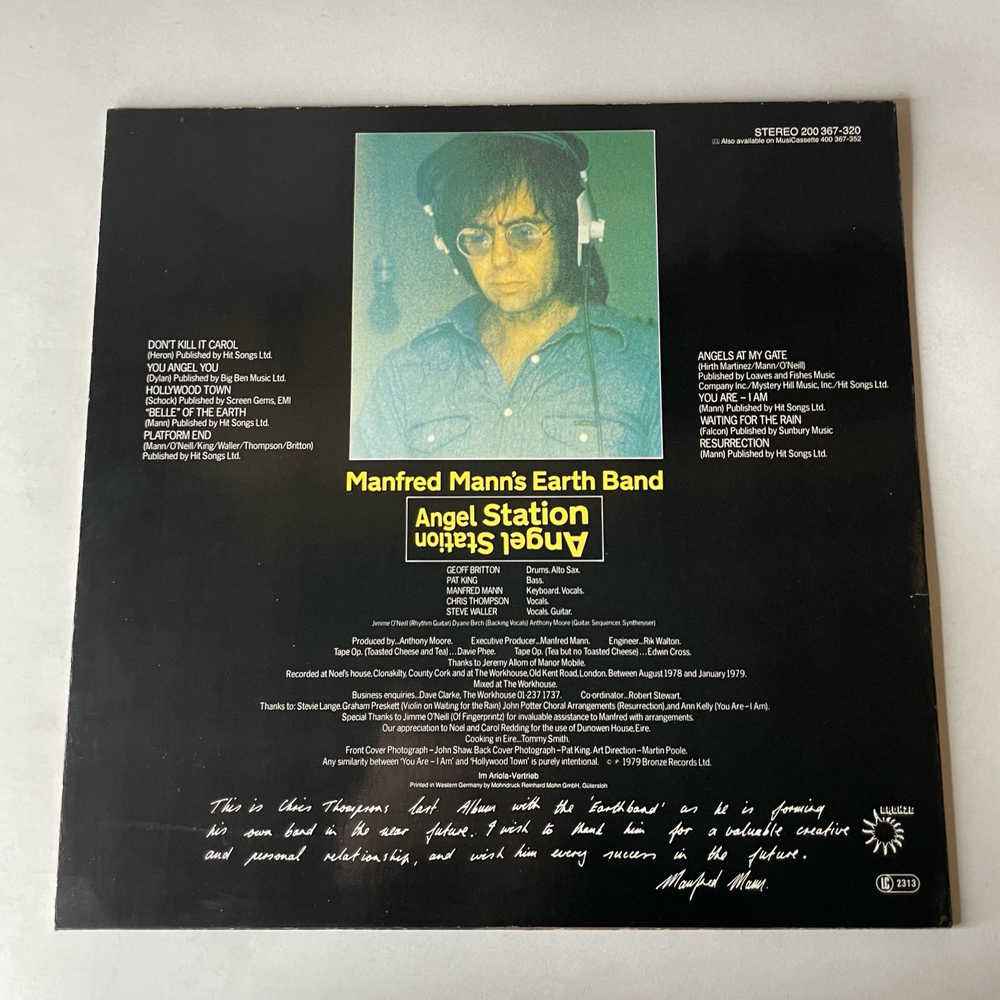 STEREO 200 367-320
Also available on MusiCassette 400 367-352
DON'T KILL IT CAROL
(Heron) Published by Hit Songs Ltd.
YOU ANGEL YOU
(Dylan) Published by Big Ben Music Ltd.
HOLLYWOOD TOWN
(Schock) Published by Screen Gems, EMI
"BELLE" OF THE EARTH
(Mann) Published by Hit Songs Ltd.
PLATFORM END
(Mann/O'Neill/King/Waller/Thompson/Britton)
Published by Hit Songs Ltd.
ANGELS AT MY GATE
(Hirth Martinez/Mann/O'Neill)
Published by Loaves and Fishes Music
Company Inc./Mystery Hill Music, Inc./Hit Songs Ltd.
YOU ARE – I AM
(Mann) Published by Hit Songs Ltd.
WAITING FOR THE RAIN
(Falcon) Published by Sunbury Music
RESURRECTION
(Mann) Published by Hit Songs Ltd.
Manfred Mann's Earth Band
Angel Station
Angel Station
GEOFF BRITTON Drums. Alto Sax.
PAT KING Bass.
MANFRED MANN Keyboard. Vocals.
CHRIS THOMPSON Vocals.
STEVE WALLER Vocals. Guitar.
Jimme O'Neill (Rhythm Guitar) Dyane Birch (Backing Vocals) Anthony Moore (Guitar. Sequencer. Synthesiser)
Produced by...Anthony Moore. Executive Producer...Manfred Mann. Engineer...Rik Walton.
Tape Op. (Toasted Cheese and Tea)...Davie Phee. Tape Op. (Tea but no Toasted Cheese)...Edwin Cross.
Thanks to Jeremy Allom of Manor Mobile.
Recorded at Noel's house, Clonakilty, County Cork and at The Workhouse, Old Kent Road, London. Between August 1978 and January 1979.
Mixed at The Workhouse.
Business enquiries...Dave Clarke, The Workhouse 01-237 1737. Co-ordinator...Robert Stewart.
Thanks to: Stevie Lange, Graham Preskett (Violin on Waiting for the Rain) John Potter Choral Arrangements (Resurrection), and Ann Kelly (You Are – I Am).
Special Thanks to Jimme O'Neill (Of Fingerprintz) for invaluable assistance to Manfred with arrangements.
Our appreciation to Noel and Carol Redding for the use of Dunowen House, Eire.
Cooking in Eire...Tommy Smith.
Front Cover Photograph – John Shaw. Back Cover Photograph – Pat King. Art Direction – Martin Poole.
Any similarity between 'You Are – I Am' and 'Hollywood Town' is purely intentional. © ℗ 1979 Bronze Records Ltd.
Im Ariola-Vertrieb
Printed in Western Germany by Mohndruck Reinhard Mohn GmbH, Gütersloh
This is Chris Thompsons last Album with the 'Earthband' as he is forming
his own band in the near future. I wish to thank him for a valuable creative
and personal relationship, and wish him every success in the future.
Manfred Mann.
BRONZE
LC 2313